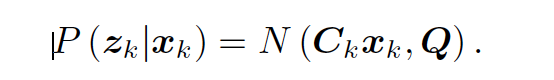 P (z_k|x_k) = N (C_k x_k, Q) .